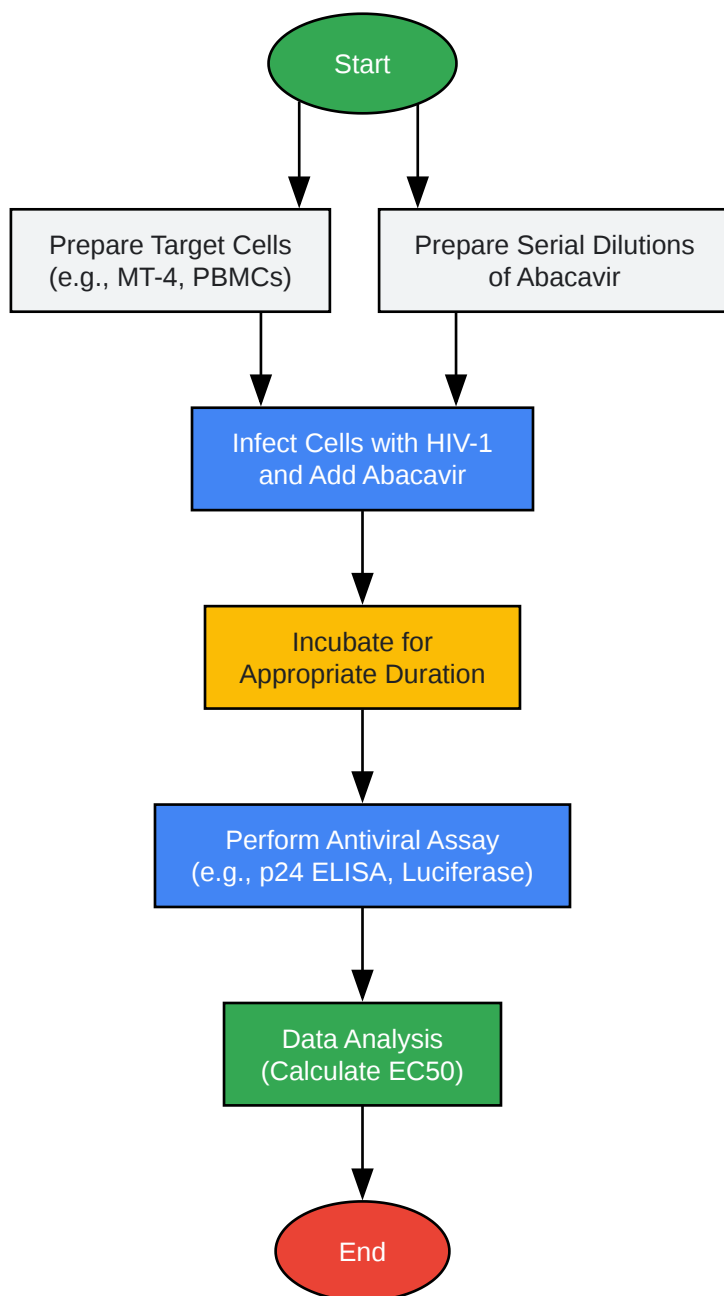 Start
Prepare Target Cells
(e.g., MT-4, PBMCs)
Prepare Serial Dilutions
of Abacavir
Infect Cells with HIV-1
and Add Abacavir
Incubate for
Appropriate Duration
Perform Antiviral Assay
(e.g., p24 ELISA, Luciferase)
Data Analysis
(Calculate EC50)
End